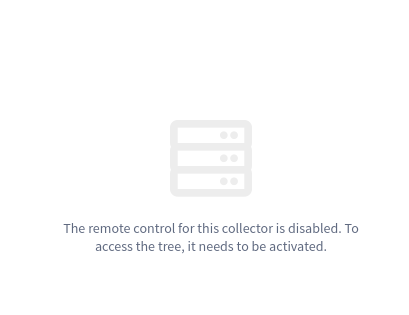 The remote control for this collector is disabled. To
access the tree, it needs to be activated.